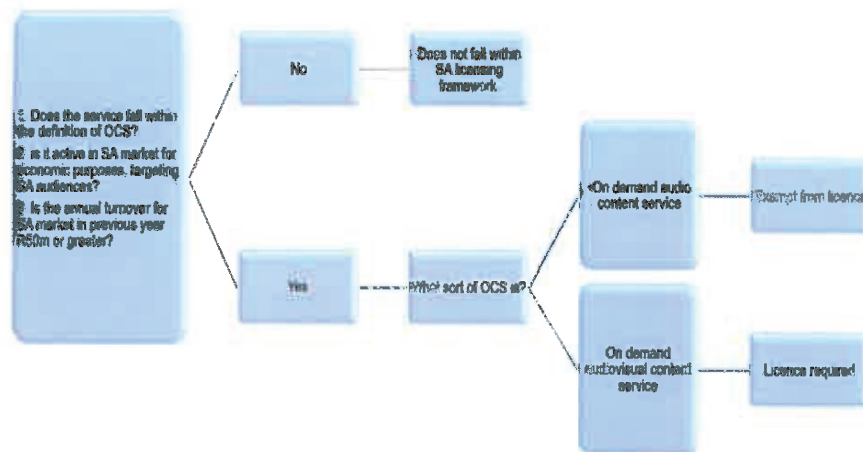 1. Does the service fall within
the definition of OCS?
2. Is it active in SA market for
economic purposes, targeting
SA audiences?
3. Is the annual turnover for
SA market in previous year
R50m or greater?
No
Does not fall within
SA licensing
framework
Yes
What sort of OCS is?
On demand audio
content service
Exempt from licence
On demand
audiovisual content
service
Licence required